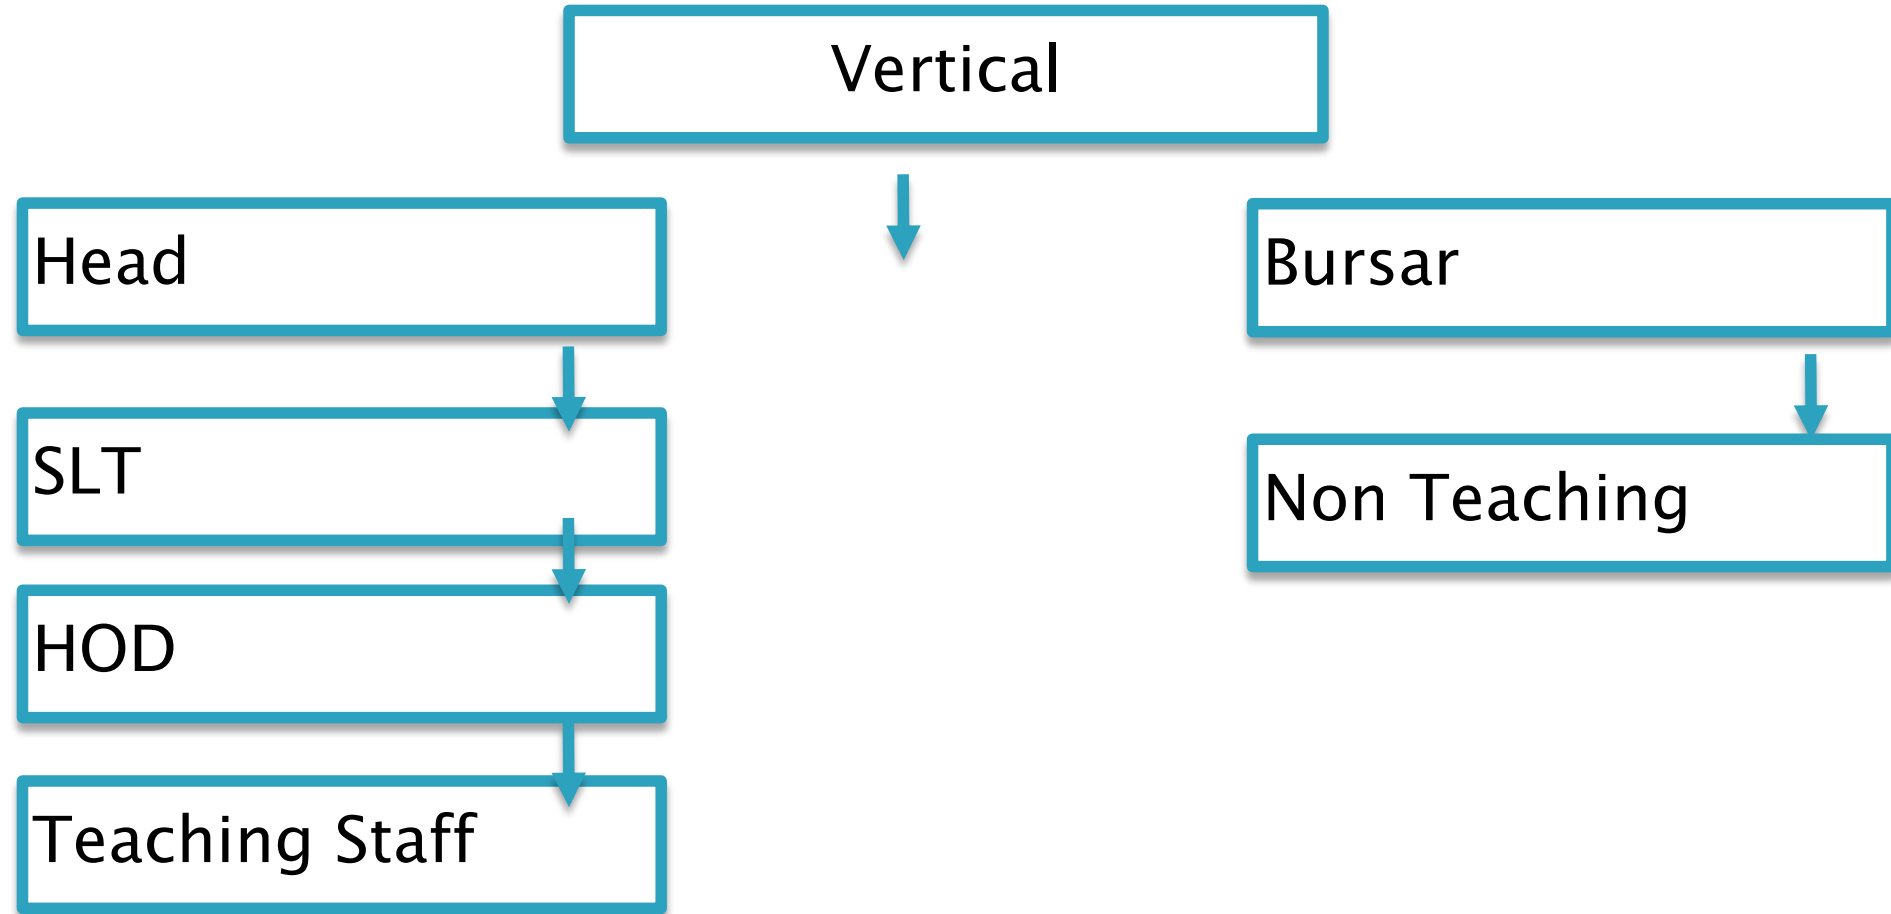 Vertical
Head
Bursar
SLT
Non Teaching
HOD
Teaching Staff